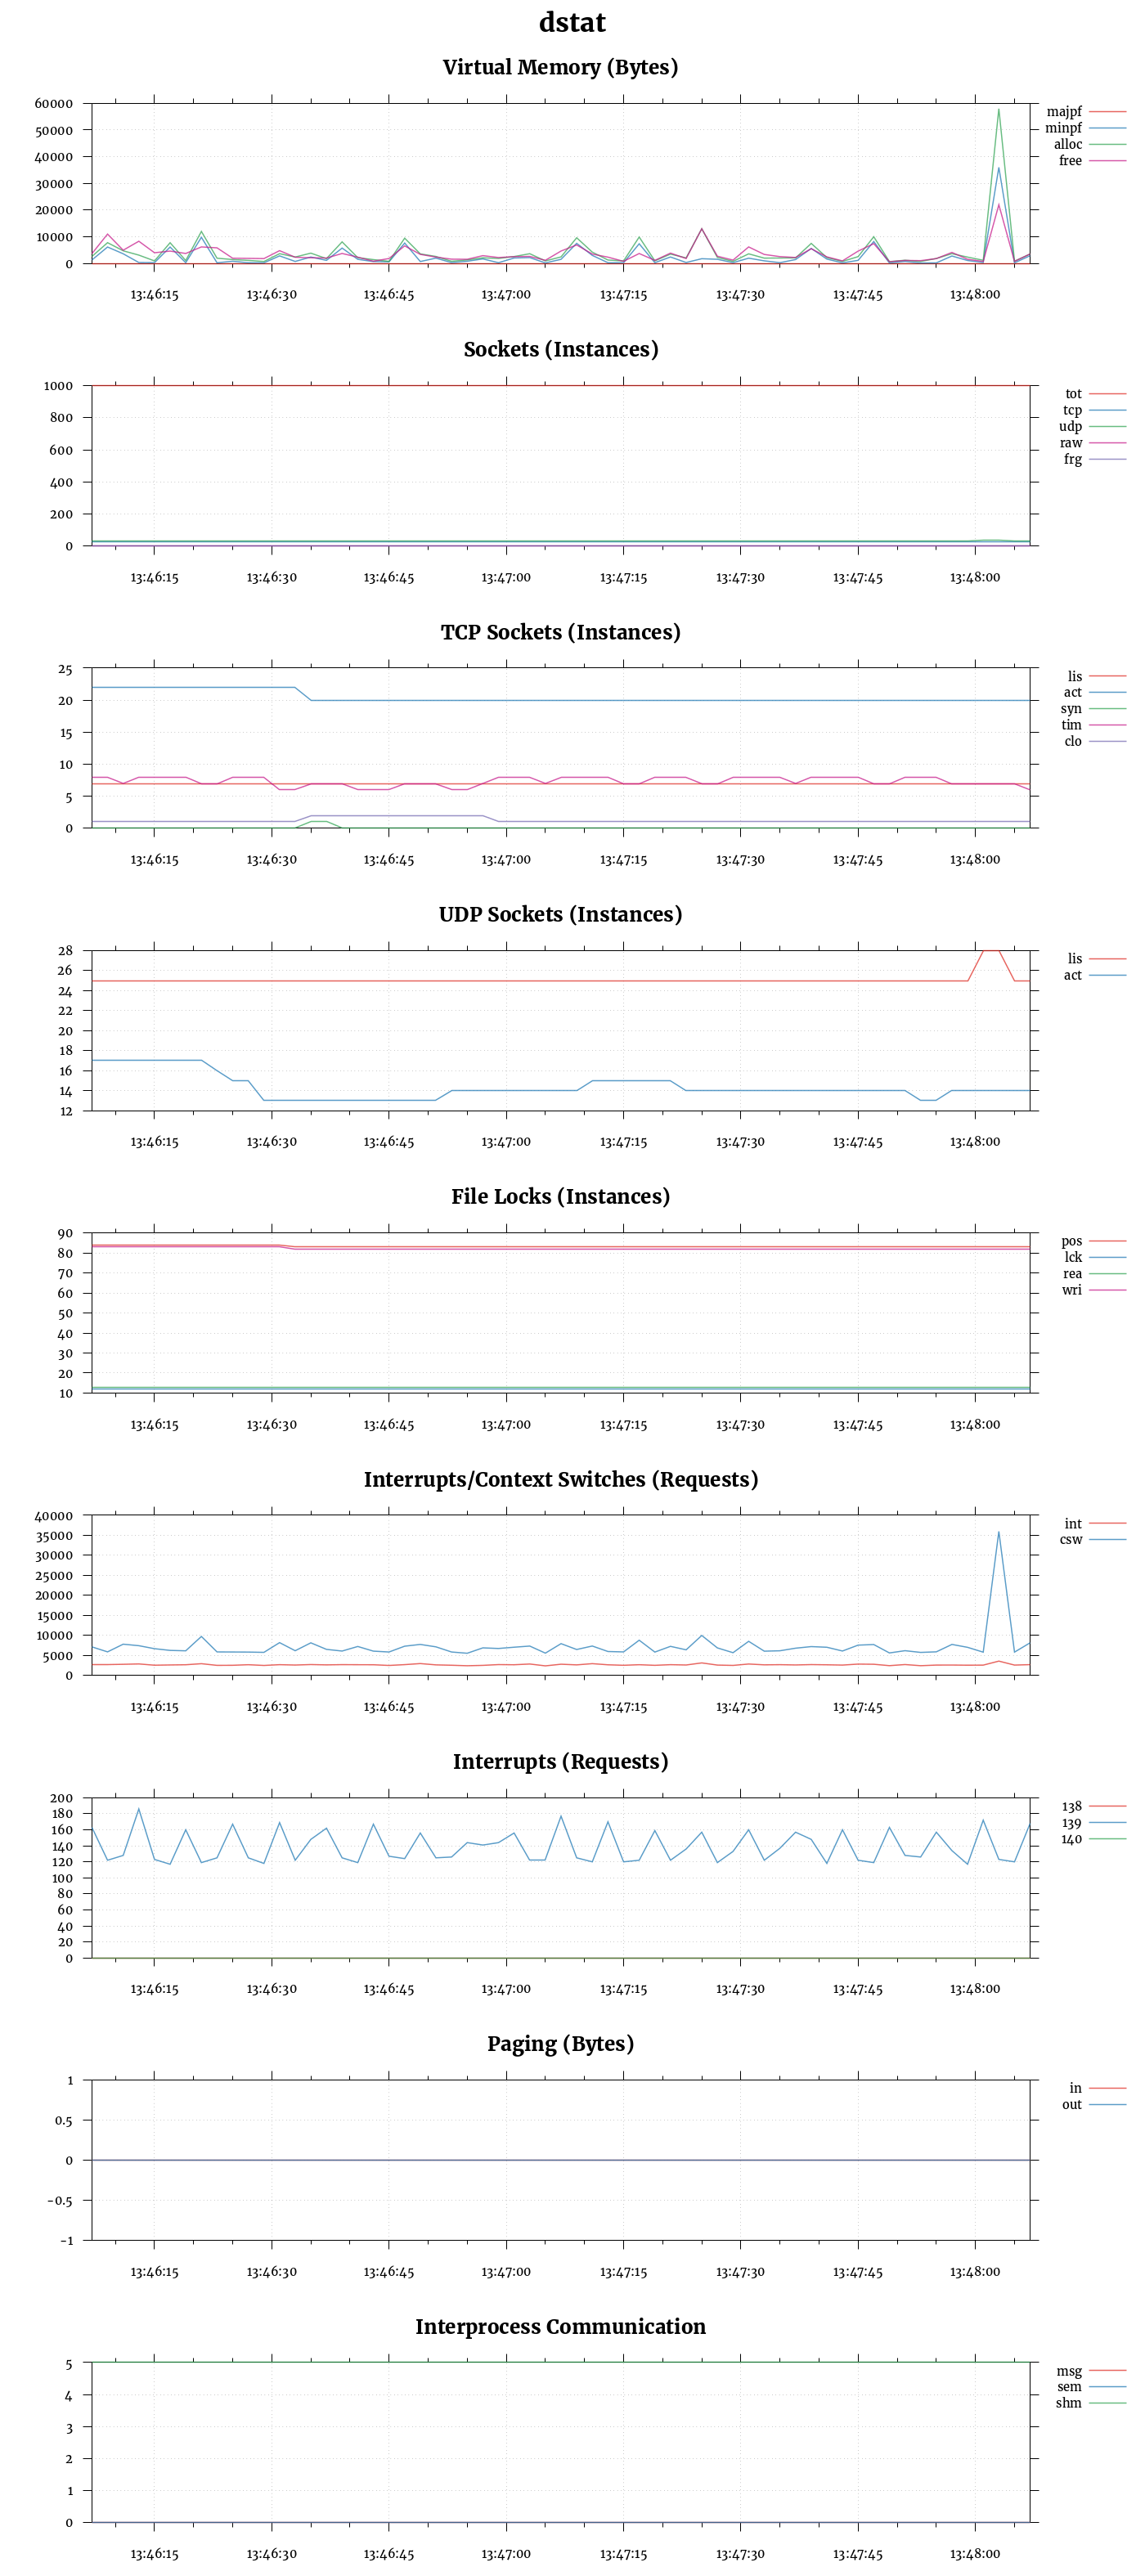 dstat
Virtual Memory (Bytes)
60000
50000
40000
30000
20000
10000
0
13:46:15 13:46:30 13:46:45 13:47:00 13:47:15 13:47:30 13:47:45 13:48:00
majpf
minpf
alloc
free
Sockets (Instances)
1000
800
600
400
200
0
13:46:15 13:46:30 13:46:45 13:47:00 13:47:15 13:47:30 13:47:45 13:48:00
tot
tcp
udp
raw
frg
TCP Sockets (Instances)
25
20
15
10
5
0
13:46:15 13:46:30 13:46:45 13:47:00 13:47:15 13:47:30 13:47:45 13:48:00
lis
act
syn
tim
clo
UDP Sockets (Instances)
28
26
24
22
20
18
16
14
12
13:46:15 13:46:30 13:46:45 13:47:00 13:47:15 13:47:30 13:47:45 13:48:00
lis
act
File Locks (Instances)
90
80
70
60
50
40
30
20
10
13:46:15 13:46:30 13:46:45 13:47:00 13:47:15 13:47:30 13:47:45 13:48:00
pos
lck
rea
wri
Interrupts/Context Switches (Requests)
40000
35000
30000
25000
20000
15000
10000
5000
0
13:46:15 13:46:30 13:46:45 13:47:00 13:47:15 13:47:30 13:47:45 13:48:00
int
csw
Interrupts (Requests)
200
180
160
140
120
100
80
60
40
20
0
13:46:15 13:46:30 13:46:45 13:47:00 13:47:15 13:47:30 13:47:45 13:48:00
138
139
140
Paging (Bytes)
1
0.5
0
-0.5
-1
13:46:15 13:46:30 13:46:45 13:47:00 13:47:15 13:47:30 13:47:45 13:48:00
in
out
Interprocess Communication
5
4
3
2
1
0
13:46:15 13:46:30 13:46:45 13:47:00 13:47:15 13:47:30 13:47:45 13:48:00
msg
sem
shm